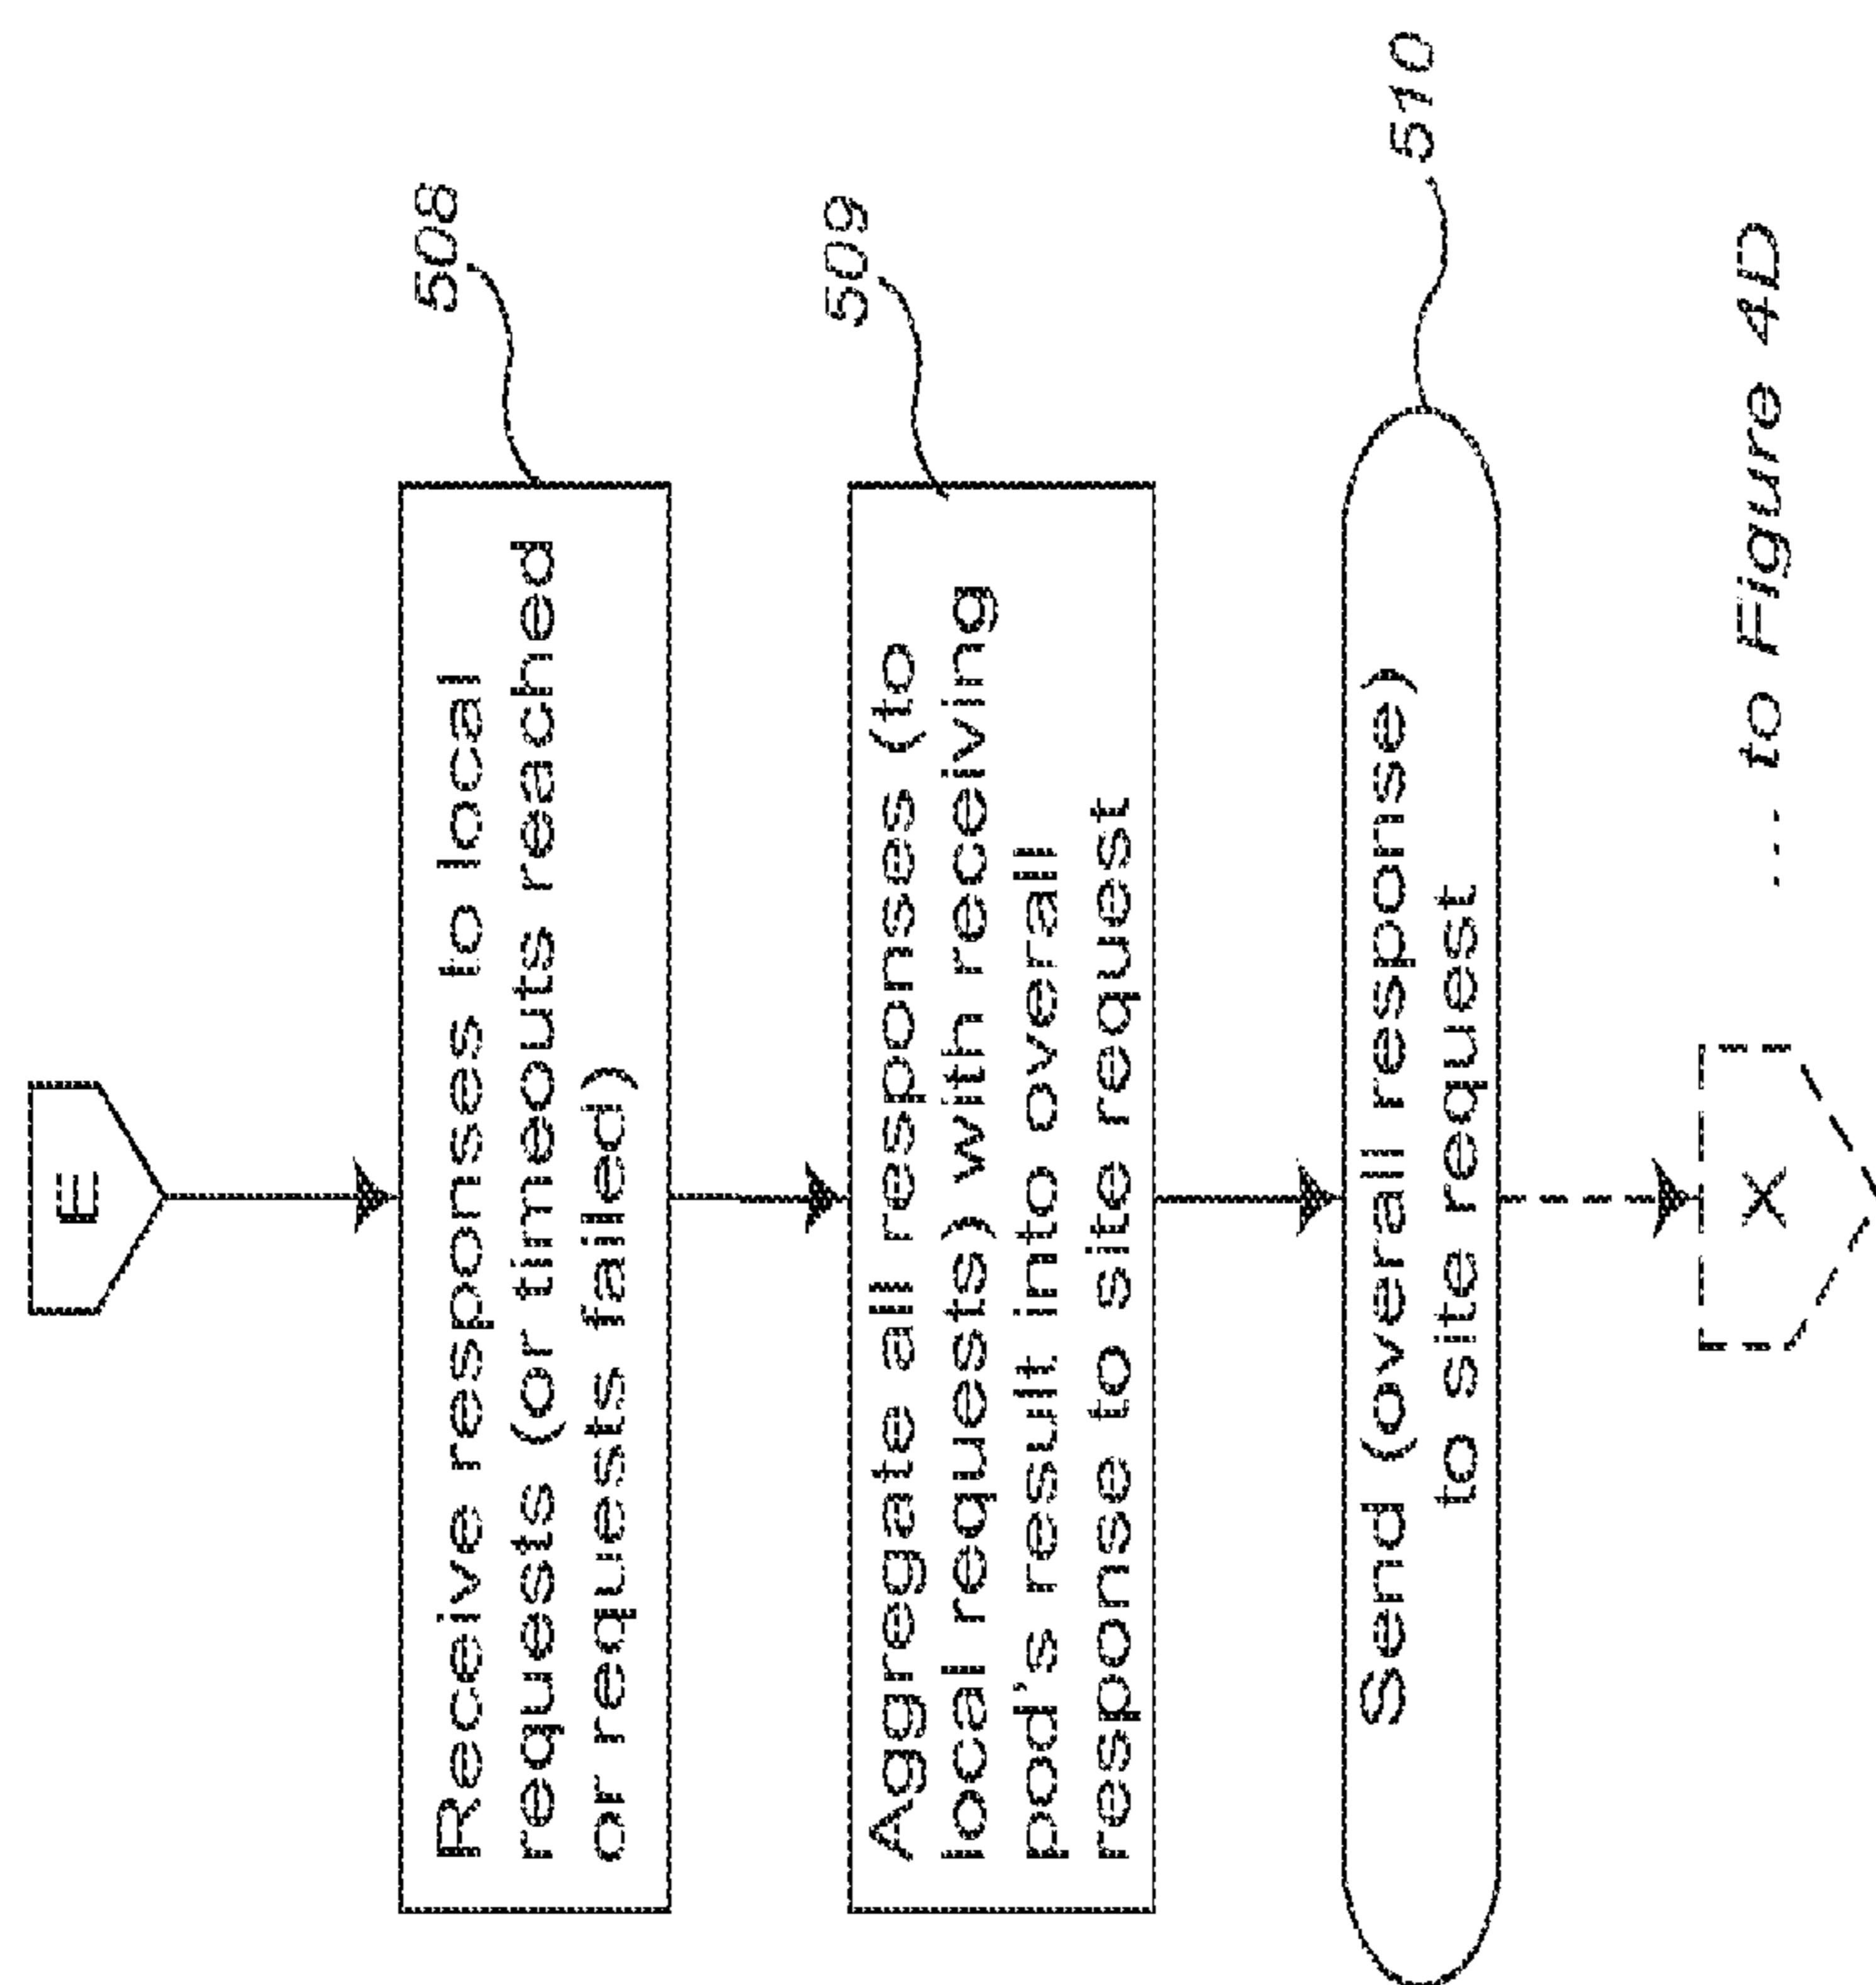 E
508
Receive responses to local
requests (or timeouts reached
or requests failed)
509
Aggregate all responses (to
local requests) with receiving
pod's result into overall
response to site request
510
Send (overall response)
to site request
X
... to Figure 4D